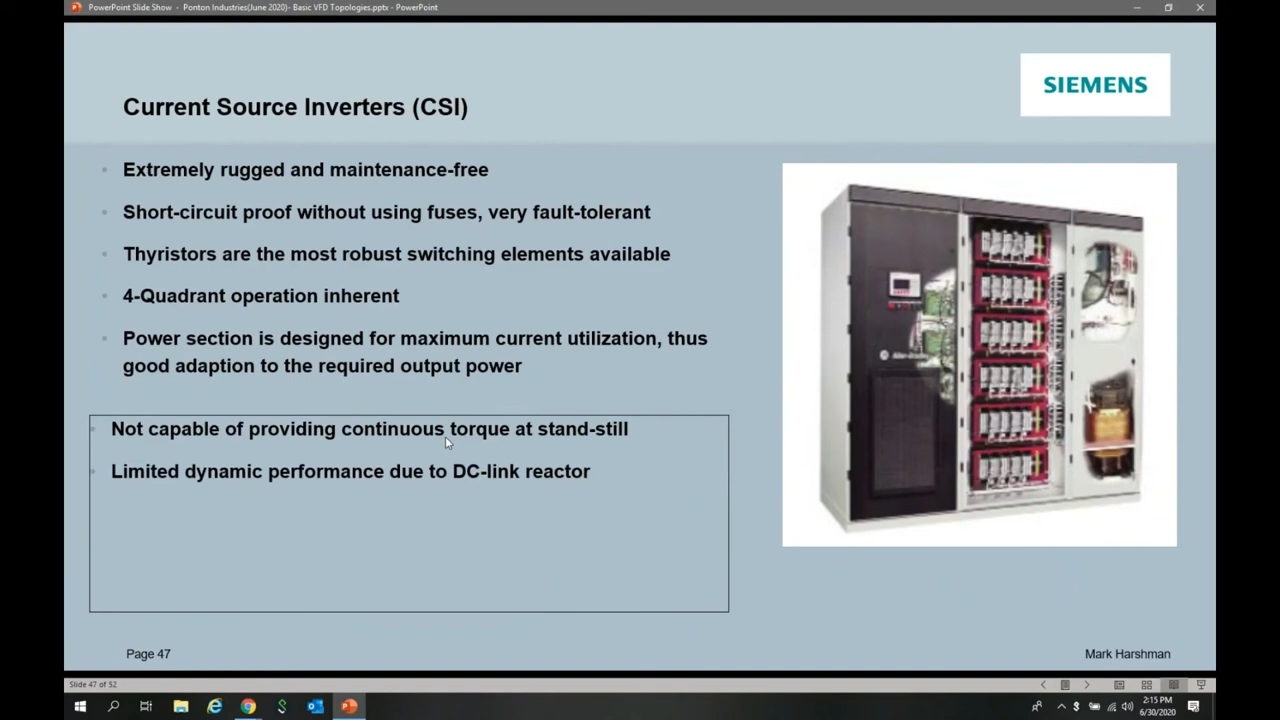 PowerPoint Slide Show - Ponton Industries(June 2020)- Basic VFD Topologies.pptx - PowerPoint
SIEMENS
Current Source Inverters (CSI)
Extremely rugged and maintenance-free
Short-circuit proof without using fuses, very fault-tolerant
Thyristors are the most robust switching elements available
4-Quadrant operation inherent
Power section is designed for maximum current utilization, thus
good adaption to the required output power
Not capable of providing continuous torque at stand-still
Limited dynamic performance due to DC-link reactor
Page 47
Mark Harshman
Slide 47 of 52
2:15 PM
6/30/2020